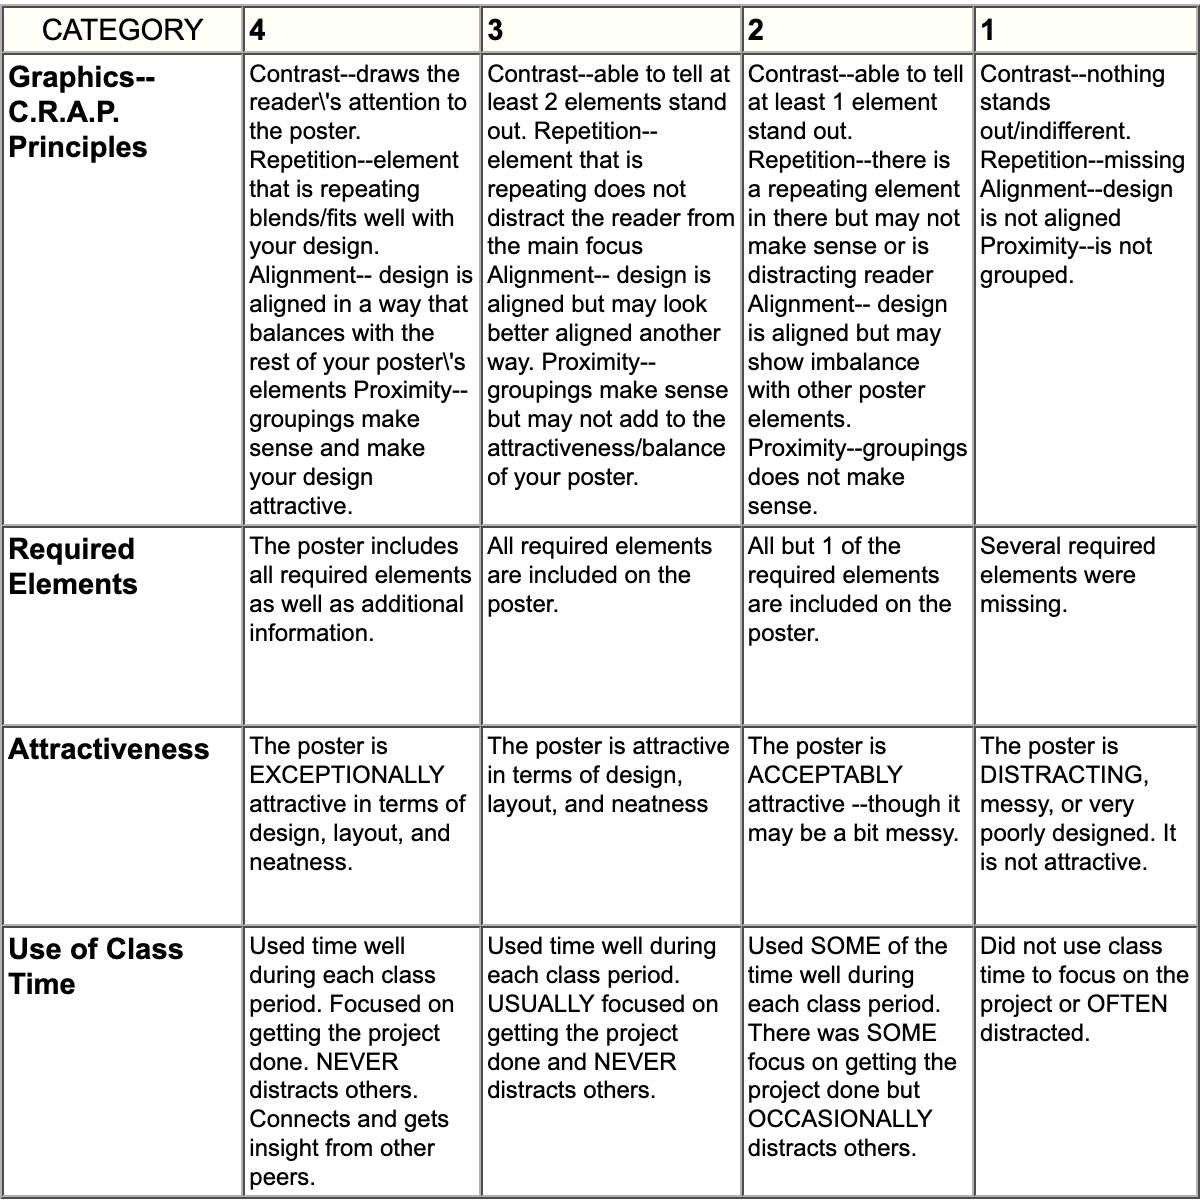 CATEGORY
4
3
2
1
Graphics--
C.R.A.P.
Principles
Contrast--draws the
reader\'s attention to
the poster.
Repetition--element
that is repeating
blends/fits well with
your design.
Alignment-- design is
aligned in a way that
balances with the
rest of your poster\'s
elements Proximity--
groupings make
sense and make
your design
attractive.
Contrast--able to tell at
least 2 elements stand
out. Repetition--
element that is
repeating does not
distract the reader from
the main focus
Alignment-- design is
aligned but may look
better aligned another
way. Proximity--
groupings make sense
but may not add to the
attractiveness/balance
of your poster.
Contrast--able to tell
at least 1 element
stand out.
Repetition--there is
a repeating element
in there but may not
make sense or is
distracting reader
Alignment-- design
is aligned but may
show imbalance
with other poster
elements.
Proximity--groupings
does not make
sense.
Contrast--nothing
stands
out/indifferent.
Repetition--missing
Alignment--design
is not aligned
Proximity--is not
grouped.
Required
Elements
The poster includes
all required elements
as well as additional
information.
All required elements
are included on the
poster.
All but 1 of the
required elements
are included on the
poster.
Several required
elements were
missing.
Attractiveness
The poster is
EXCEPTIONALLY
attractive in terms of
design, layout, and
neatness.
The poster is attractive
in terms of design,
layout, and neatness
The poster is
ACCEPTABLY
attractive --though it
may be a bit messy.
The poster is
DISTRACTING,
messy, or very
poorly designed. It
is not attractive.
Use of Class
Time
Used time well
during each class
period. Focused on
getting the project
done. NEVER
distracts others.
Connects and gets
insight from other
peers.
Used time well during
each class period.
USUALLY focused on
getting the project
done and NEVER
distracts others.
Used SOME of the
time well during
each class period.
There was SOME
focus on getting the
project done but
OCCASIONALLY
distracts others.
Did not use class
time to focus on the
project or OFTEN
distracted.